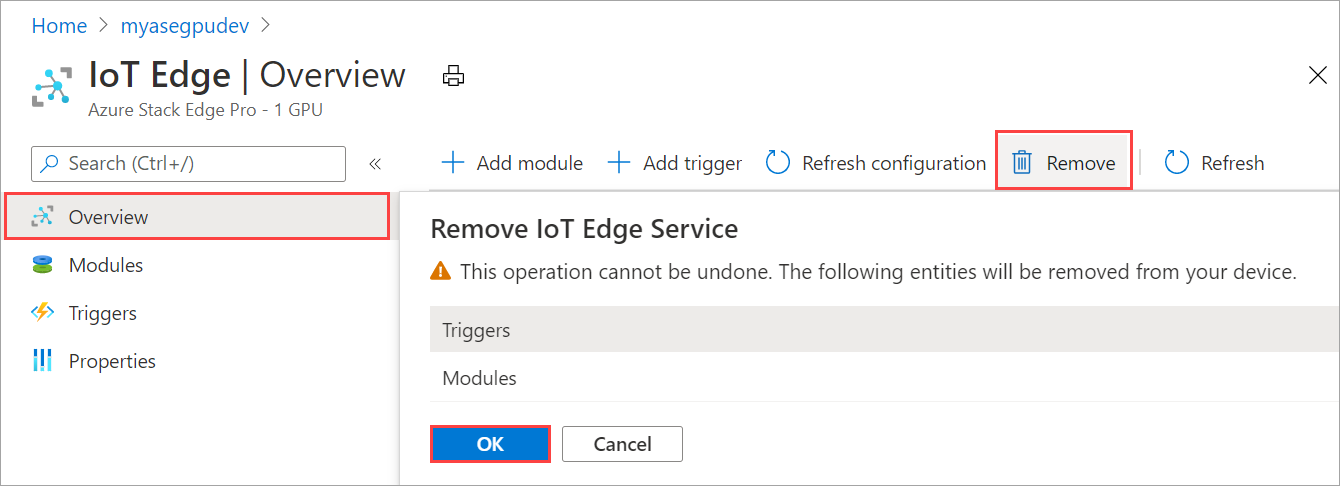 Home > myasegpudev >
IoT Edge | Overview
Azure Stack Edge Pro - 1 GPU
Search (Ctrl+/)
«
Add module
Add trigger
Refresh configuration
Remove
Refresh
Overview
Modules
Triggers
Properties
Remove IoT Edge Service
This operation cannot be undone. The following entities will be removed from your device.
Triggers
Modules
OK
Cancel